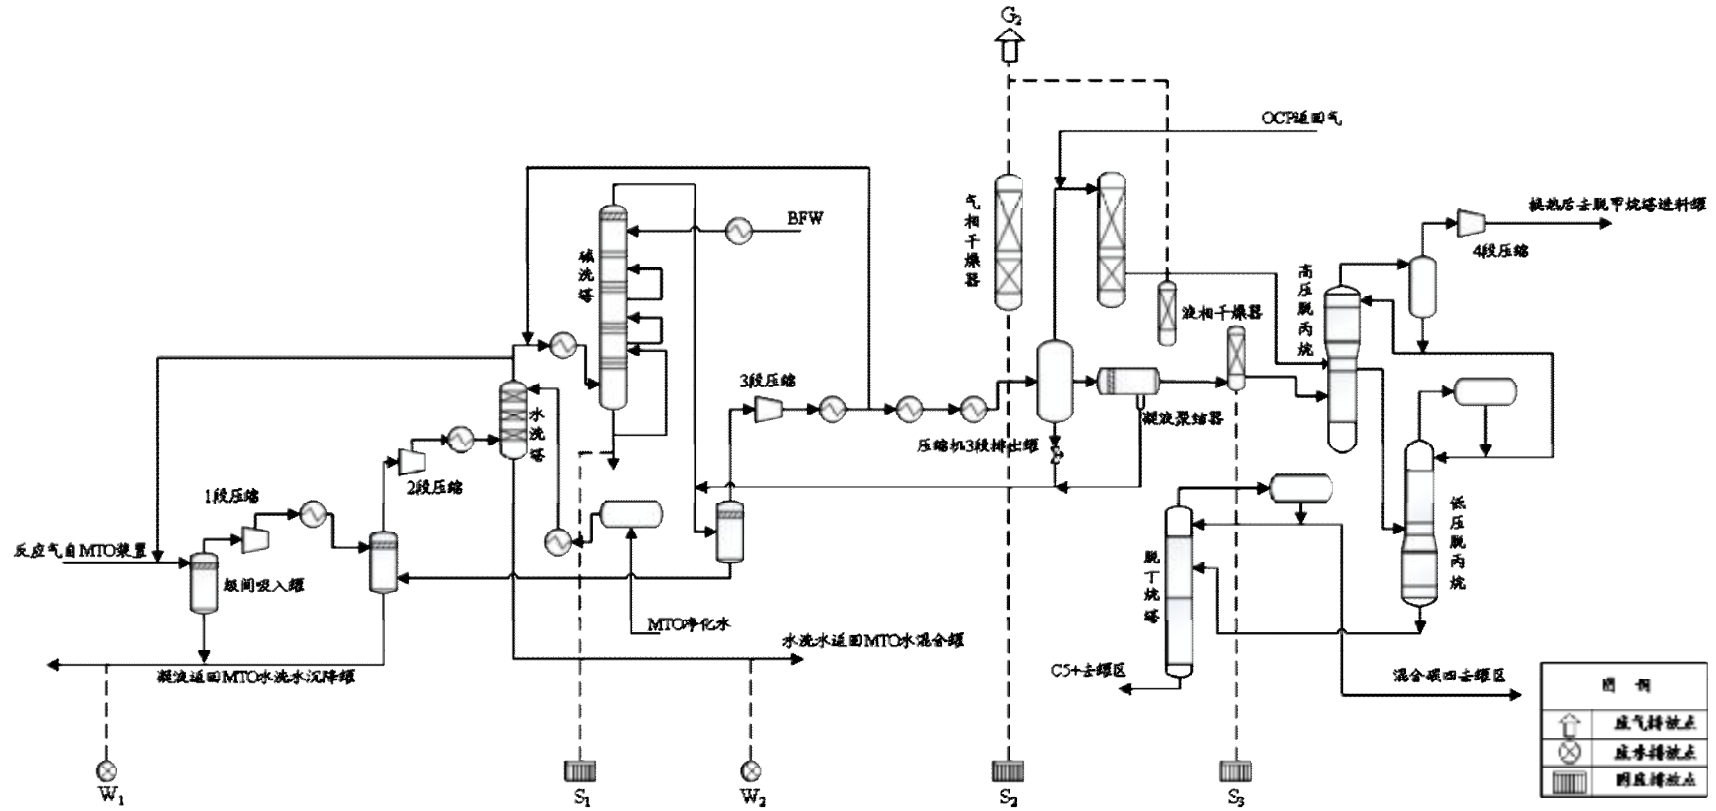 G₂
OCP返回气
气相干燥器
换热后去脱甲烷塔进料罐
BFW
4段压缩
碱洗塔
高压脱丙烷
液相干燥器
3段压缩
水洗塔
凝液聚结器
压缩机3段排出罐
2段压缩
1段压缩
低压脱丙烷
反应气自MTO装置
脱丁烷塔
级间吸入罐
MTO净化水
水洗水返回MTO水混合罐
凝液返回MTO水洗水沉降罐
C5+去罐区
混合碳四去罐区
图 例
废气排放点
废水排放点
固废排放点
W₁
S₁
W₂
S₂
S₃